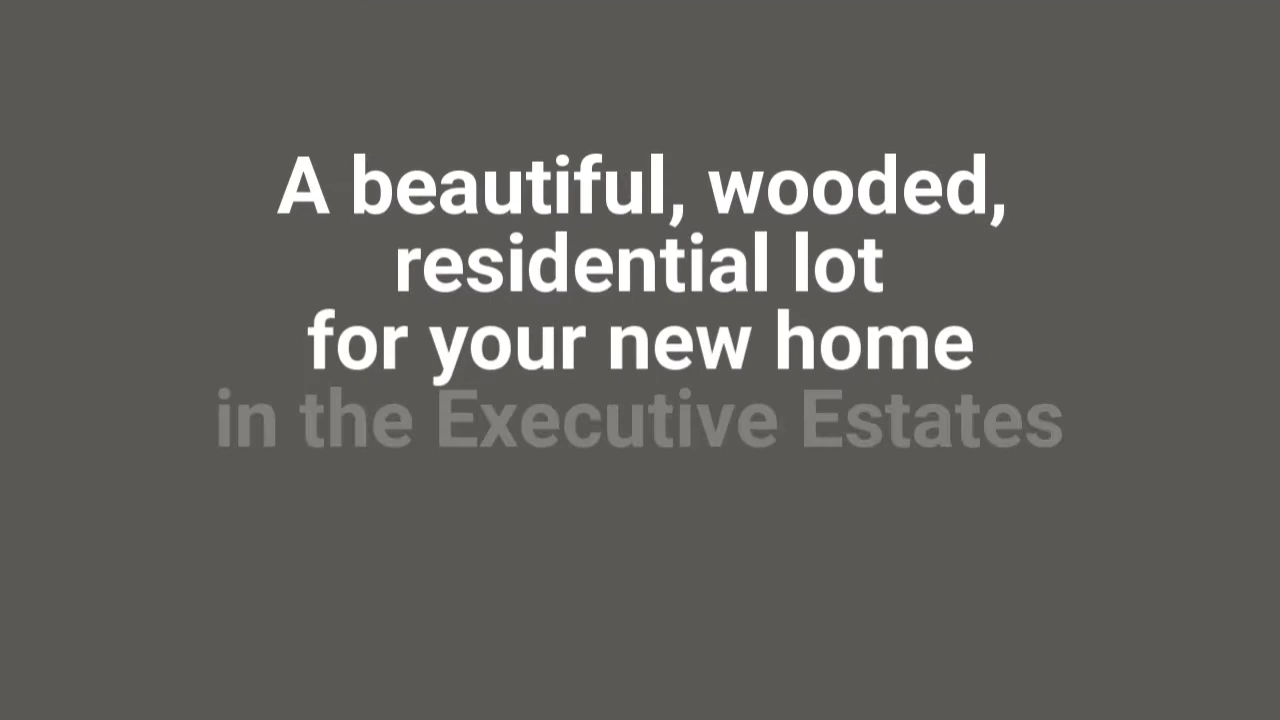 A beautiful, wooded,
residential lot
for your new home
in the Executive Estates